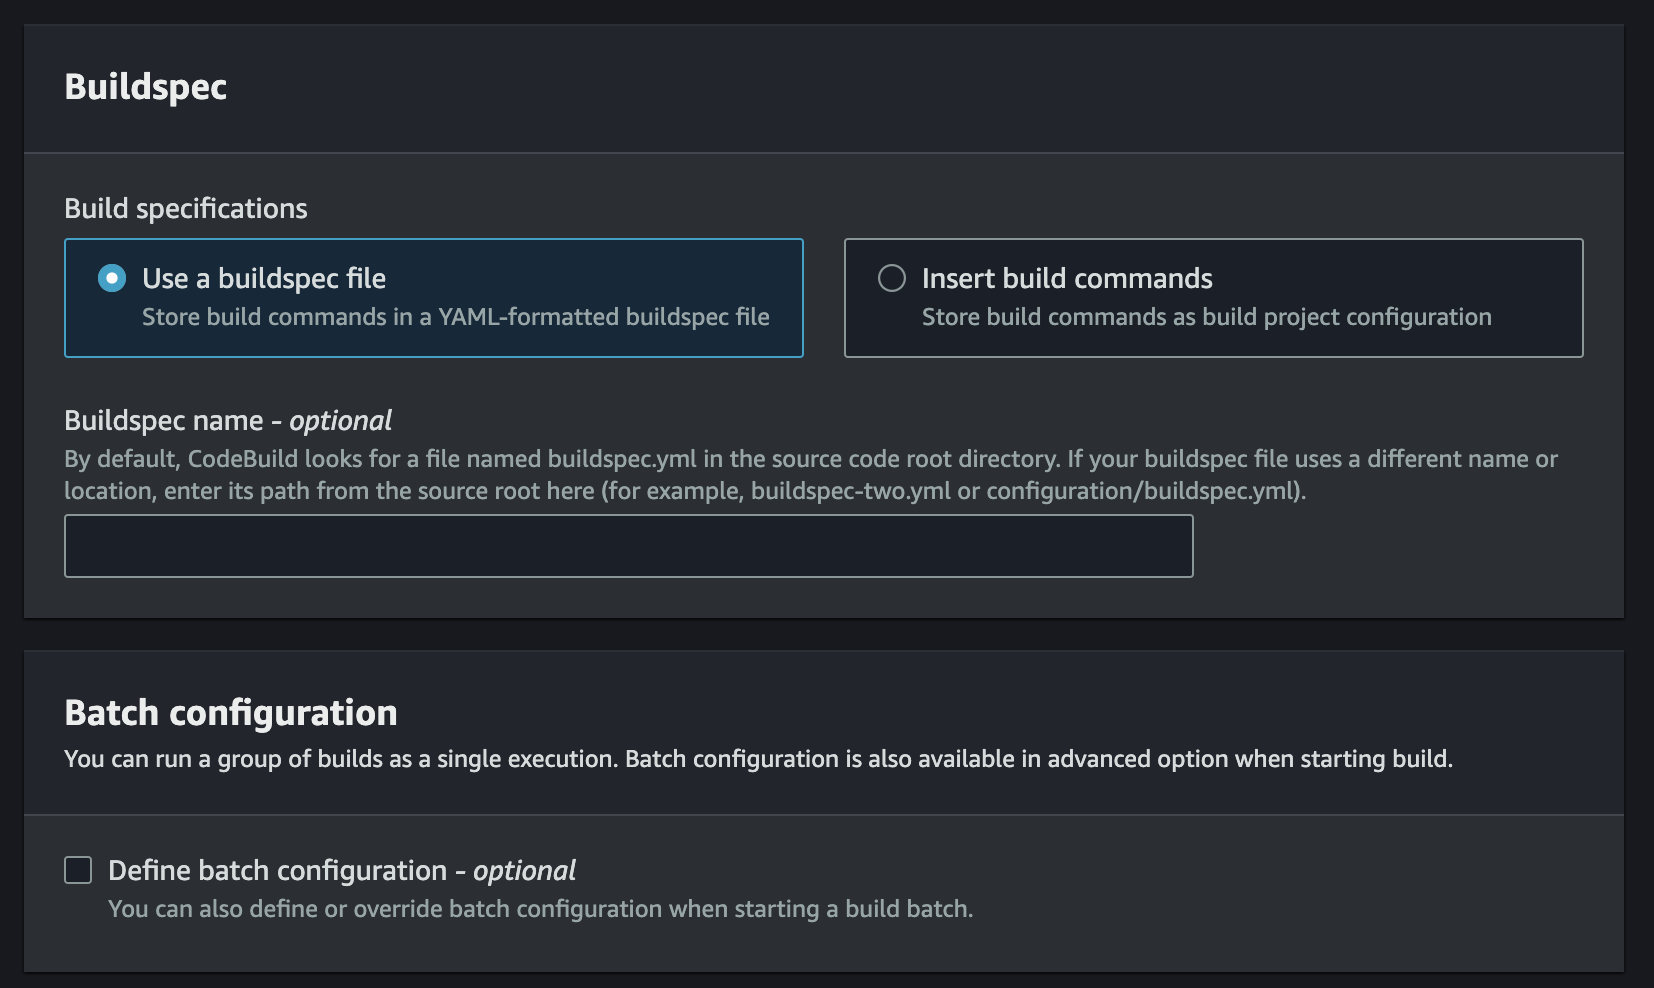 Buildspec
Build specifications
Use a buildspec file
Store build commands in a YAML-formatted buildspec file
Insert build commands
Store build commands as build project configuration
Buildspec name - optional
By default, CodeBuild looks for a file named buildspec.yml in the source code root directory. If your buildspec file uses a different name or
location, enter its path from the source root here (for example, buildspec-two.yml or configuration/buildspec.yml).
Batch configuration
You can run a group of builds as a single execution. Batch configuration is also available in advanced option when starting build.
Define batch configuration - optional
You can also define or override batch configuration when starting a build batch.